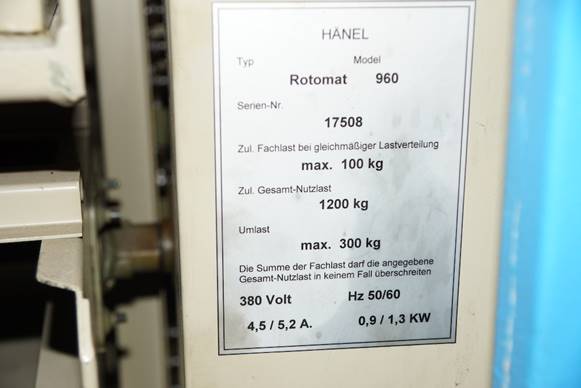 HÄNEL
Typ Model
Rotomat 960
Serien-Nr.
17508
Zul. Fachlast bei gleichmäßiger Lastverteilung
max. 100 kg
Zul. Gesamt-Nutzlast
1200 kg
Umlast
max. 300 kg
Die Summe der Fachlast darf die angegebene
Gesamt-Nutzlast in keinem Fall überschreiten
380 Volt Hz 50/60
4,5 / 5,2 A. 0,9 / 1,3 KW